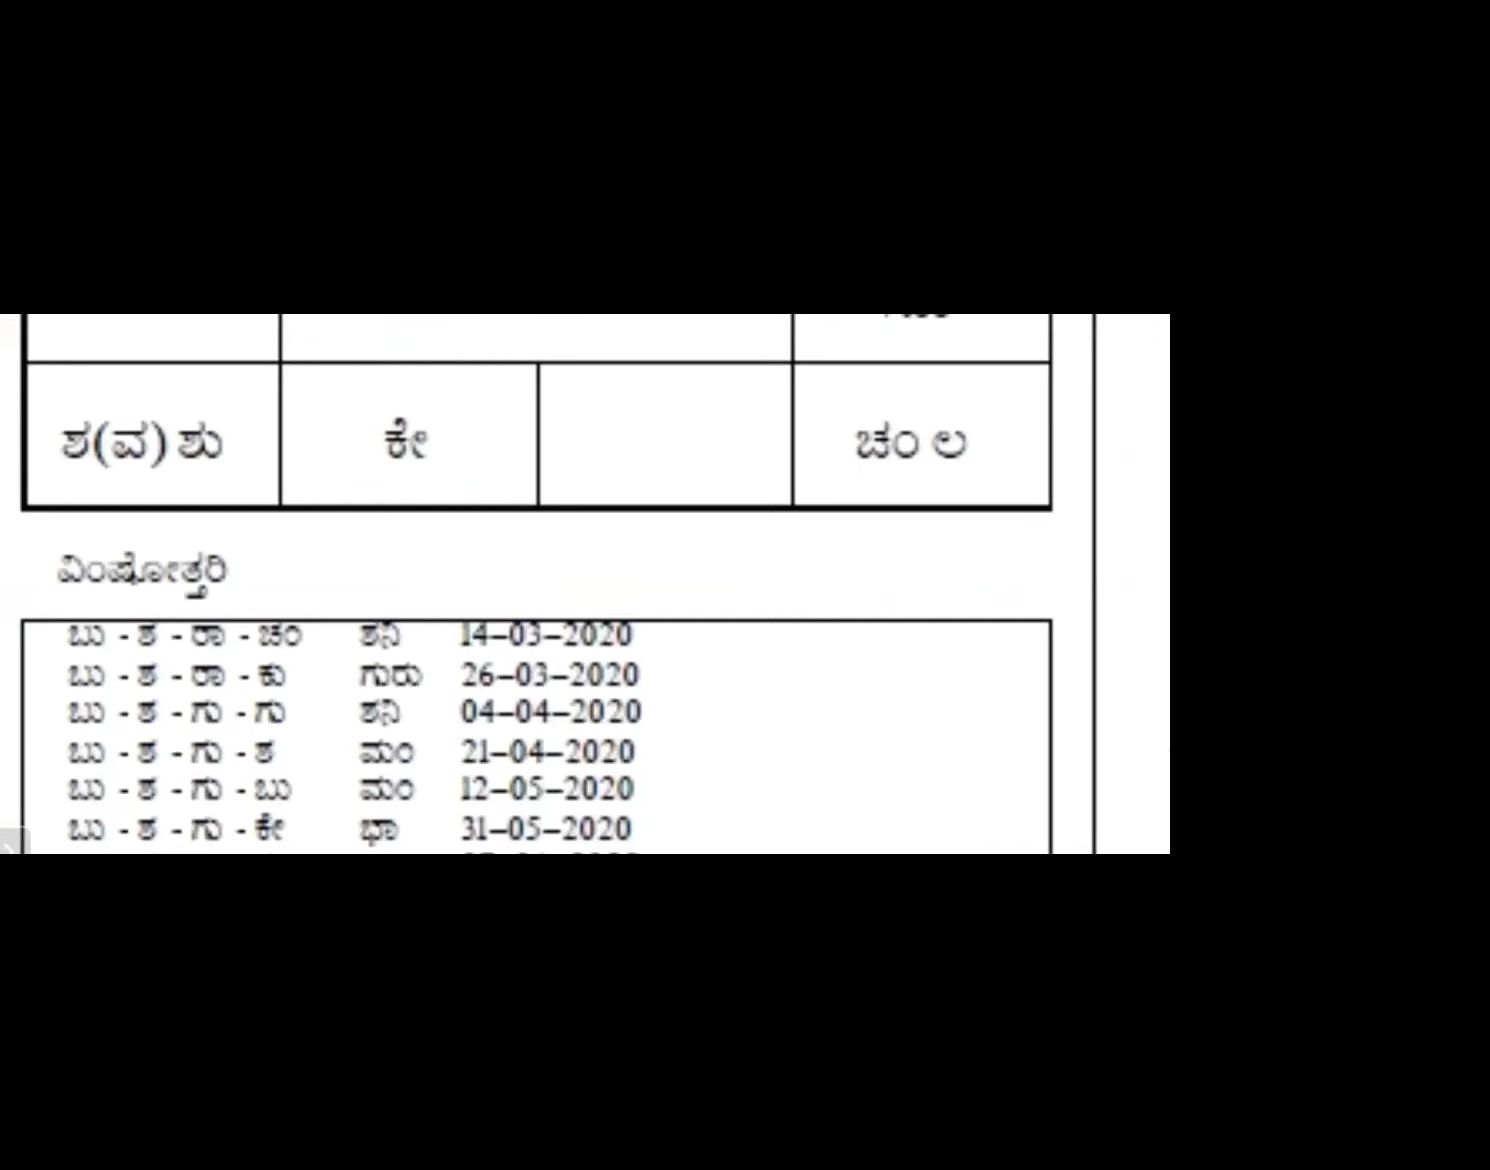 ಶ(ವ) ಶು ಕೇ ಚಂ ಲ
ವಿಂಷೋತ್ತರಿ
ಬು - ಶ - ರಾ - ಚಂ ಶನಿ 14-03-2020
ಬು - ಶ - ರಾ - ಕು ಗುರು 26-03-2020
ಬು - ಶ - ಗು - ಗು ಶನಿ 04-04-2020
ಬು - ಶ - ಗು - ಶ ಮಂ 21-04-2020
ಬು - ಶ - ಗು - ಬು ಮಂ 12-05-2020
ಬು - ಶ - ಗು - ಕೇ ಭಾ 31-05-2020